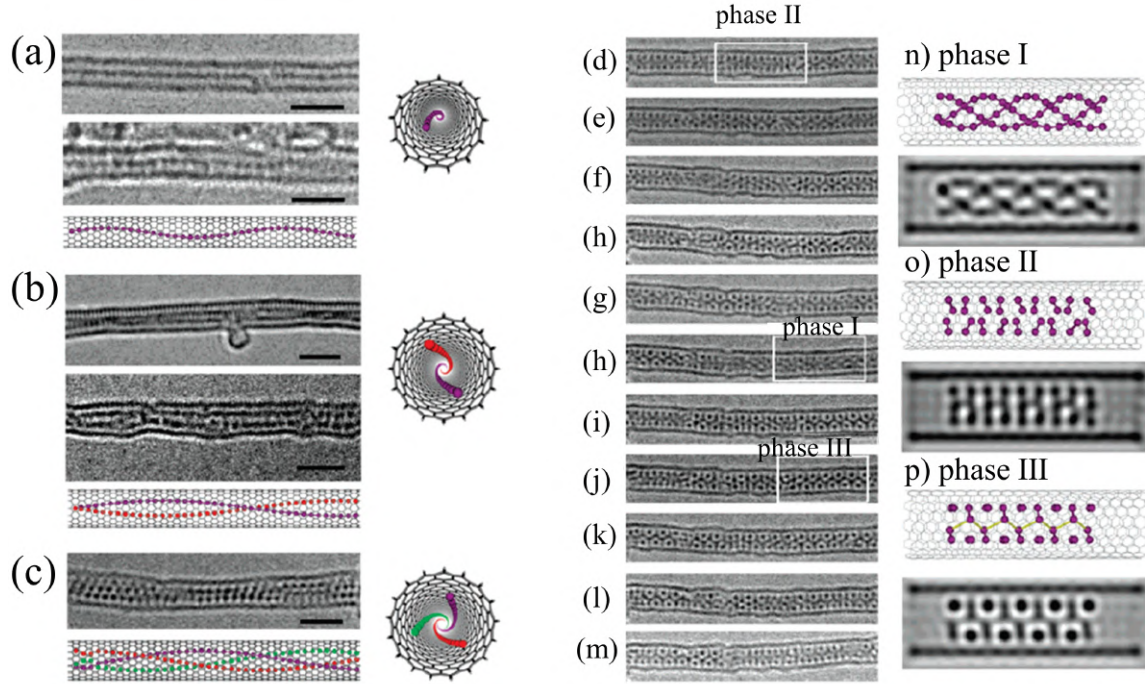 (a)
(b)
(c)
phase II
(d)
(e)
(f)
(h)
(g)
phase I
(h)
(i)
phase III
(j)
(k)
(l)
(m)
n) phase I
o) phase II
p) phase III